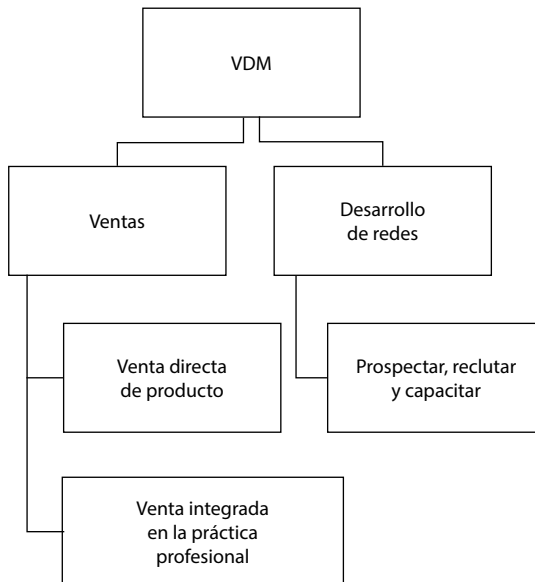 VDM
Ventas
Desarrollo
de redes
Venta directa
de producto
Prospectar, reclutar
y capacitar
Venta integrada
en la práctica
profesional